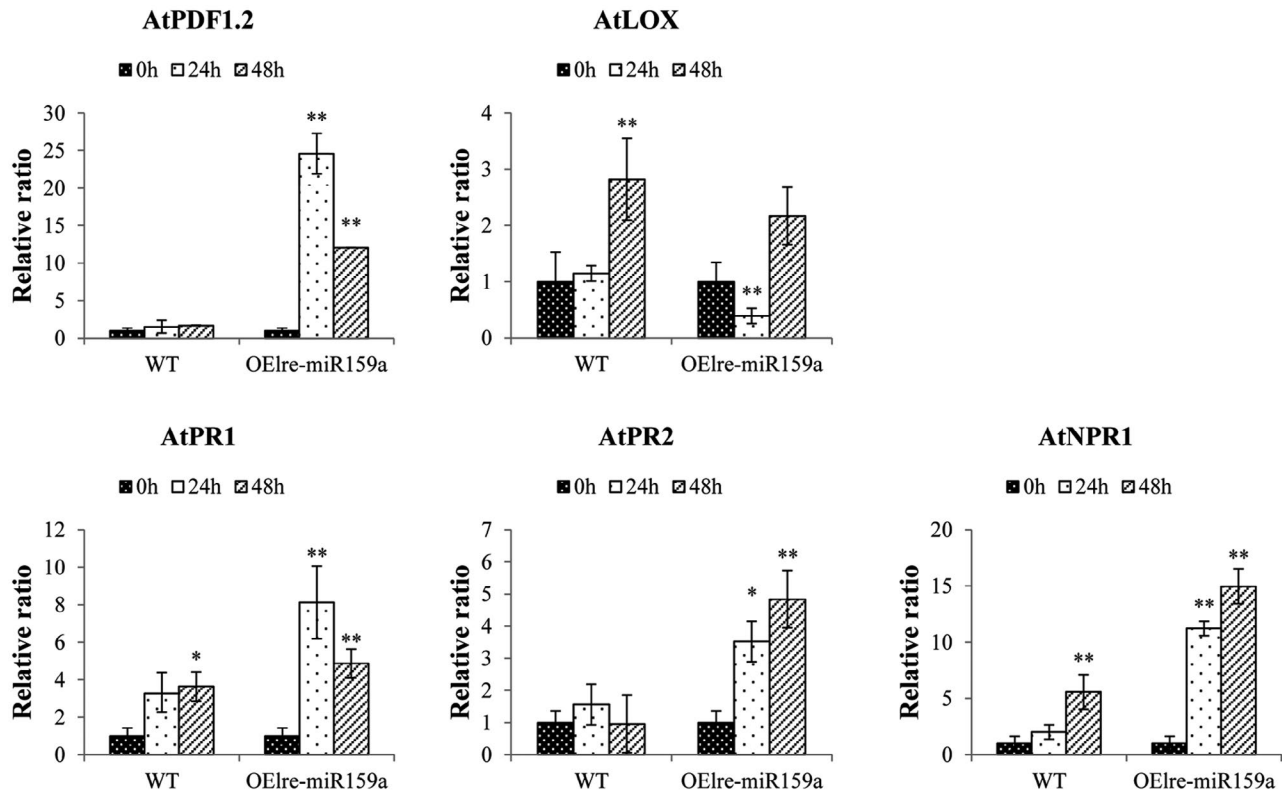 AtPDF1.2
0h 24h 48h
Relative ratio
30
25
20
15
10
5
0
**
**
WT
OElre-miR159a
AtLOX
0h 24h 48h
Relative ratio
4
3
2
1
0
**
**
WT
OElre-miR159a
AtPR1
0h 24h 48h
Relative ratio
12
10
8
6
4
2
0
*
**
**
WT
OElre-miR159a
AtPR2
0h 24h 48h
Relative ratio
7
6
5
4
3
2
1
0
*
**
WT
OElre-miR159a
AtNPR1
0h 24h 48h
Relative ratio
20
15
10
5
0
**
**
**
WT
OElre-miR159a